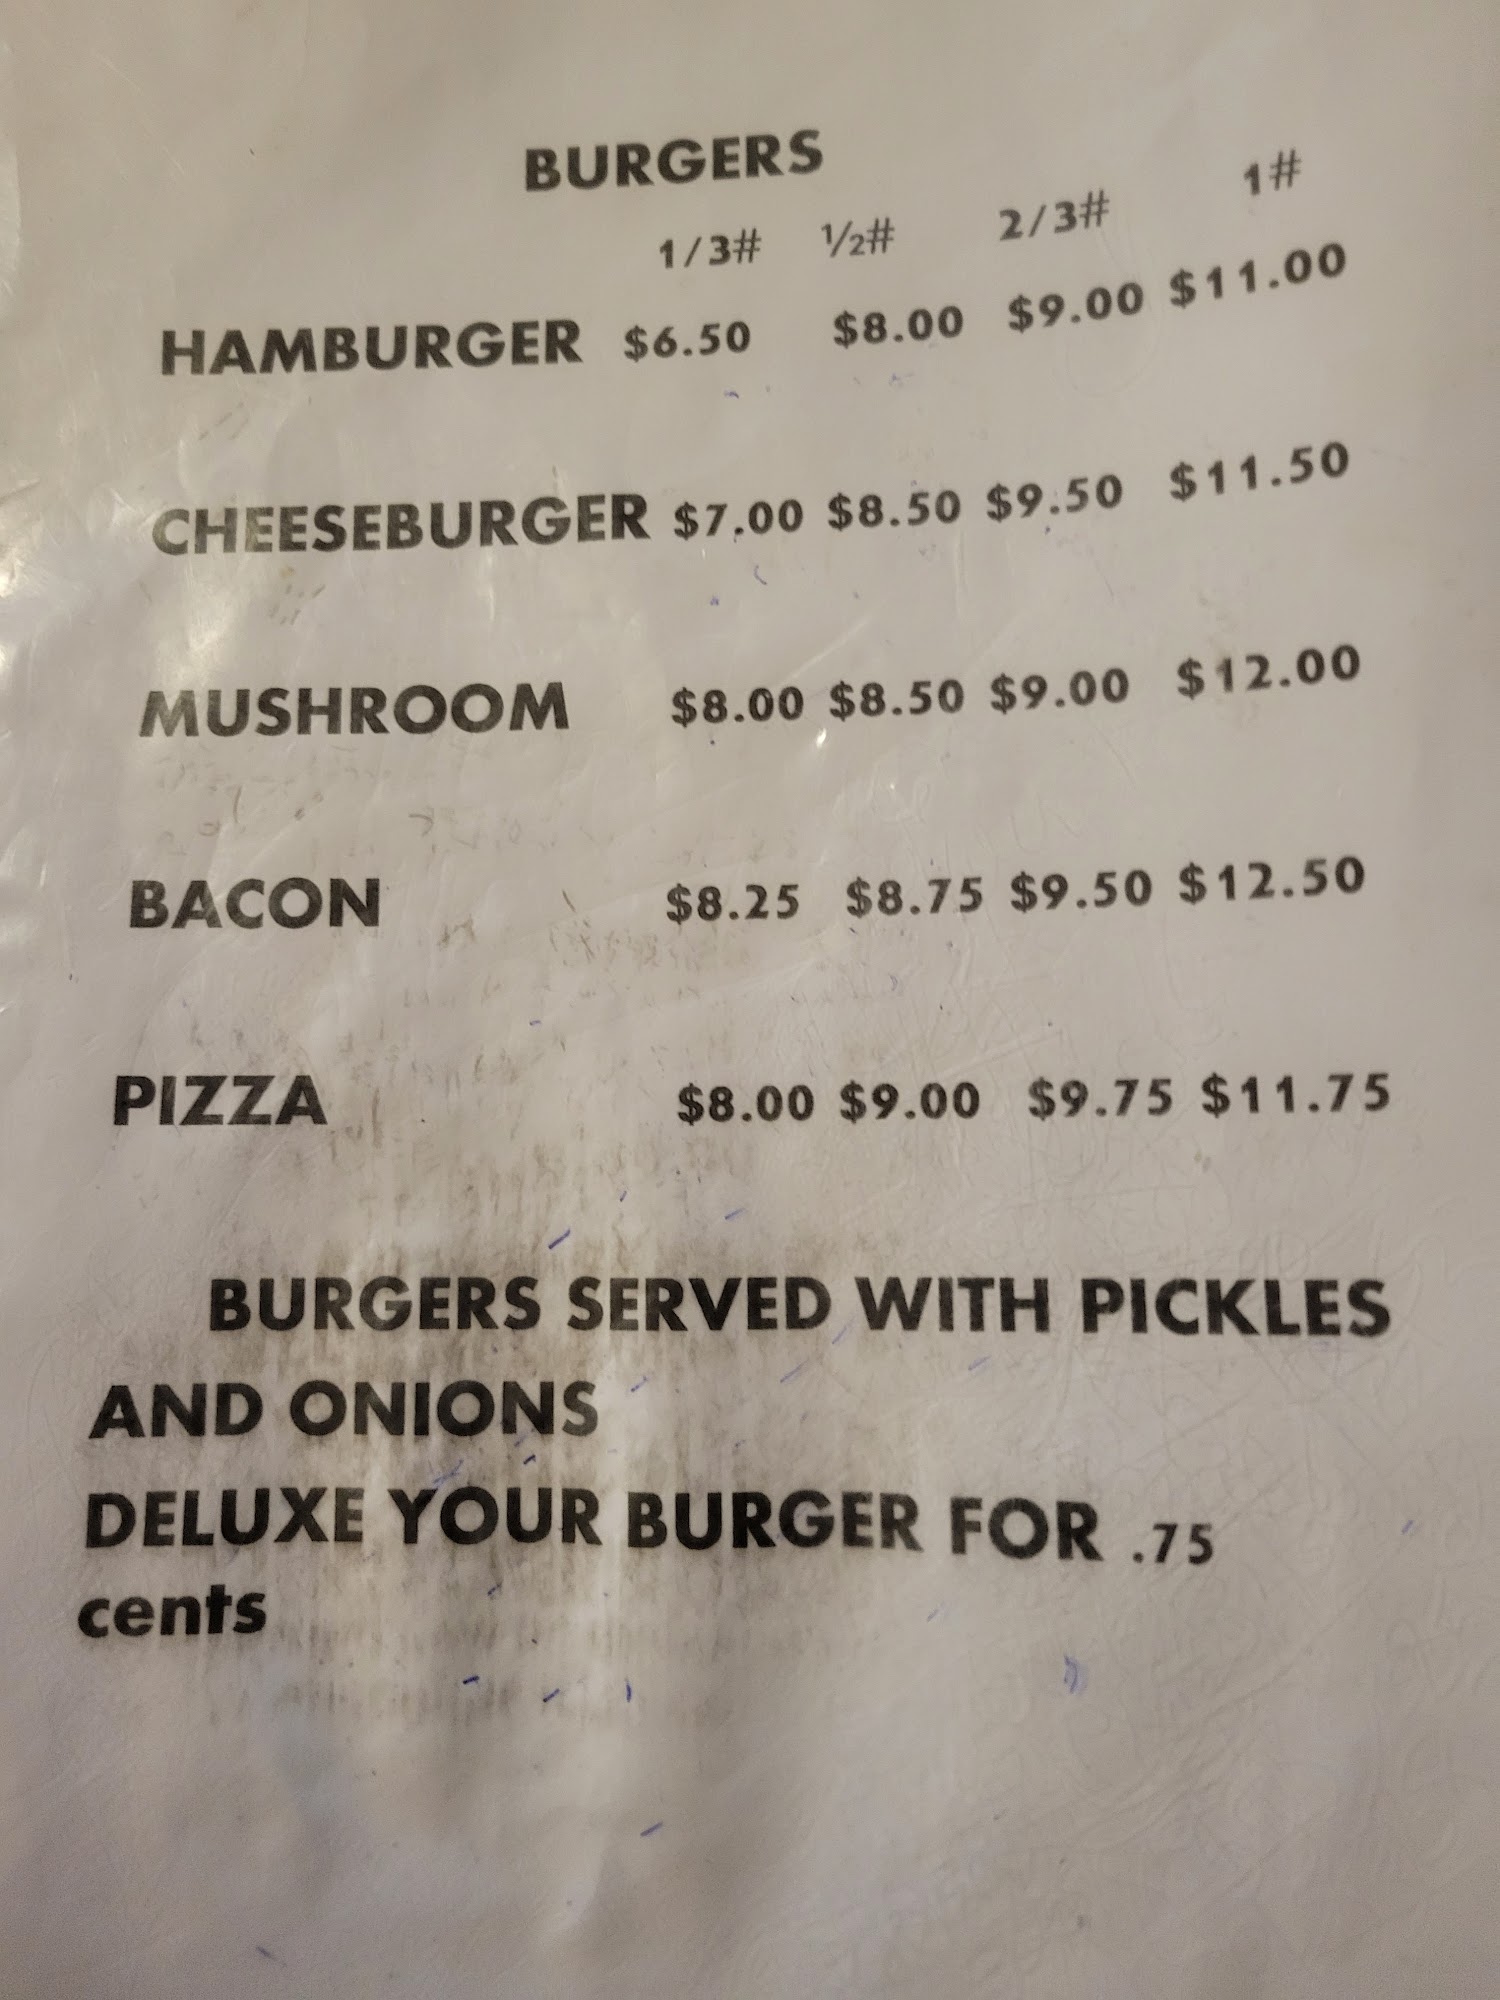 BURGERS
1/3# ½# 2/3# 1#
HAMBURGER $6.50 $8.00 $9.00 $11.00
CHEESEBURGER $7.00 $8.50 $9.50 $11.50
MUSHROOM $8.00 $8.50 $9.00 $12.00
BACON $8.25 $8.75 $9.50 $12.50
PIZZA $8.00 $9.00 $9.75 $11.75
BURGERS SERVED WITH PICKLES
AND ONIONS
DELUXE YOUR BURGER FOR .75
cents